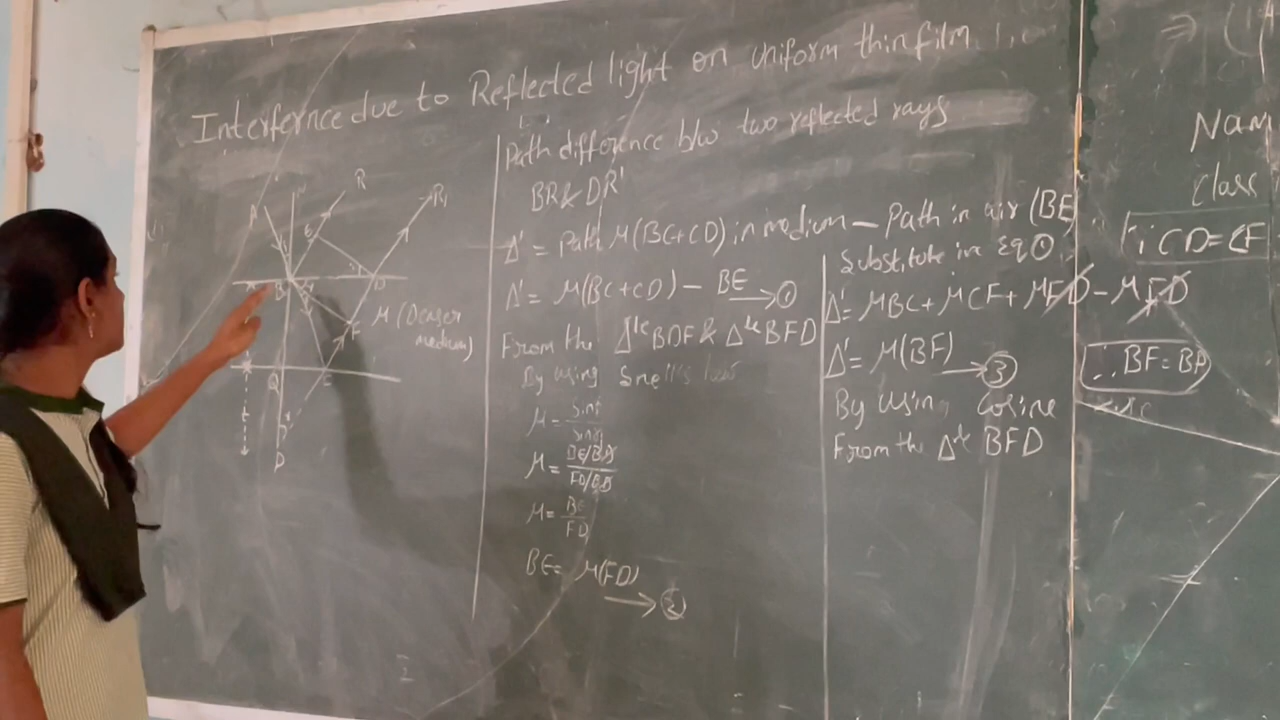 Interfernce due to Reflected light on uniform thin film
A
R
R₁
E
B
D
F
μ (Denser
medium)
Q
C
t
P
Path difference b/w two reflected rays
BR & DR'
Δ' = Path μ(BC+CD) in medium – Path in air (BE)
Δ' = μ(BC+CD) – BE → ①
From the Δle BDF & Δle BFD
By using Snell's law
μ = Sini / Sinr
μ = BE/BD / FD/BD
μ = BE / FD
BE = μ(FD) → ②
Substitute in Eq ①
Δ' = μBC + μCF + μFD – μFD
Δ' = μ(BF) → ③
By using Cosine
From the Δle BFD
Nam
Class
∵ CD = CF
∴ BF = BP